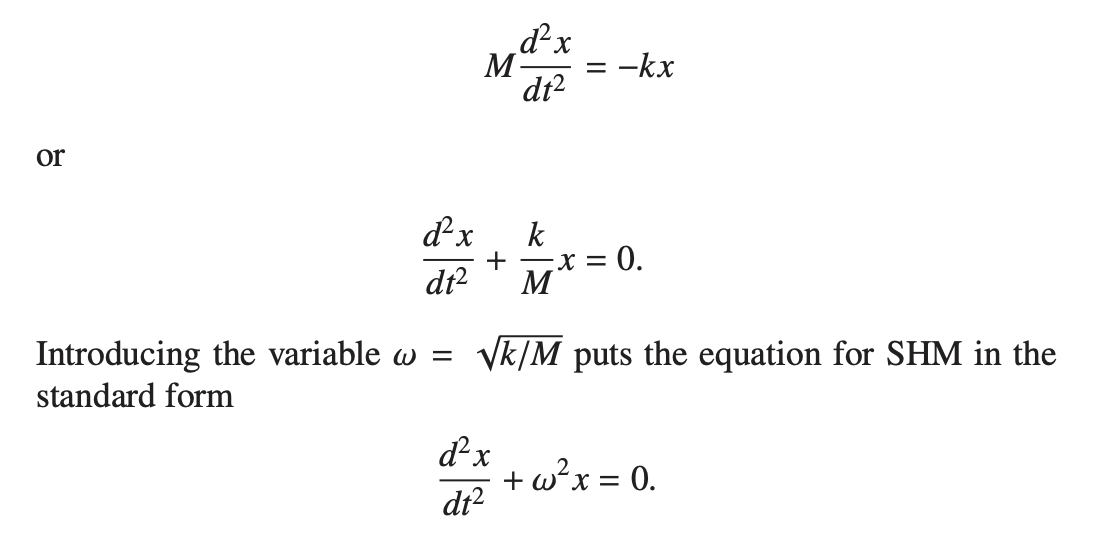 M d²x/dt² = −kx
or
d²x/dt² + k/M x = 0.
Introducing the variable ω = √k/M puts the equation for SHM in the
standard form
d²x/dt² + ω²x = 0.